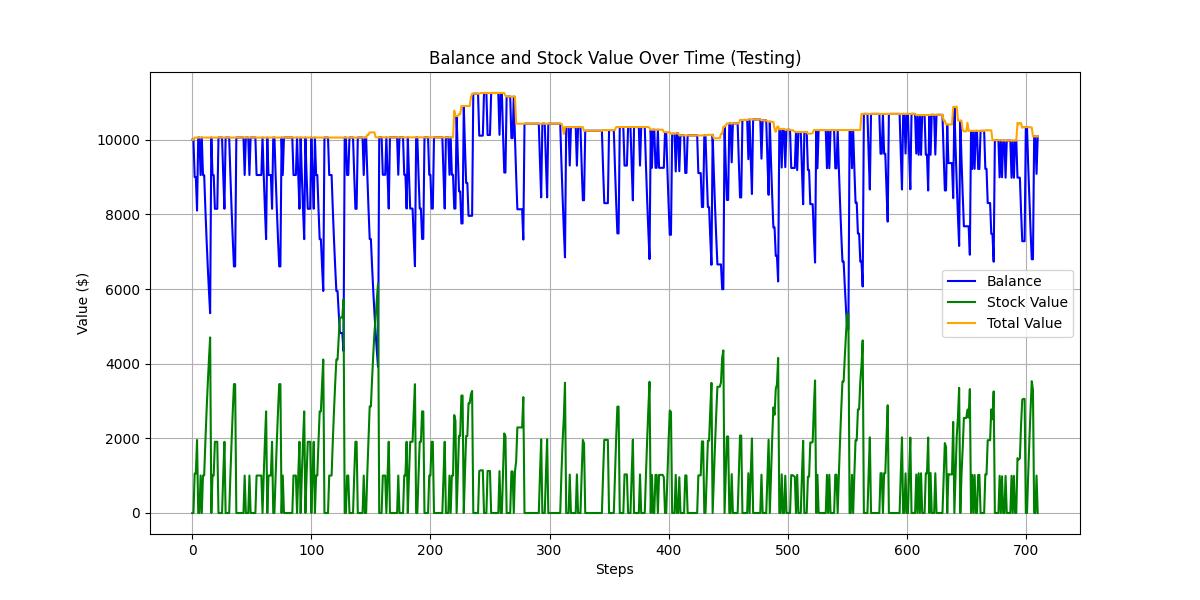 Balance and Stock Value Over Time (Testing)
Value ($)
10000
8000
6000
4000
2000
0
Balance
Stock Value
Total Value
0 100 200 300 400 500 600 700
Steps